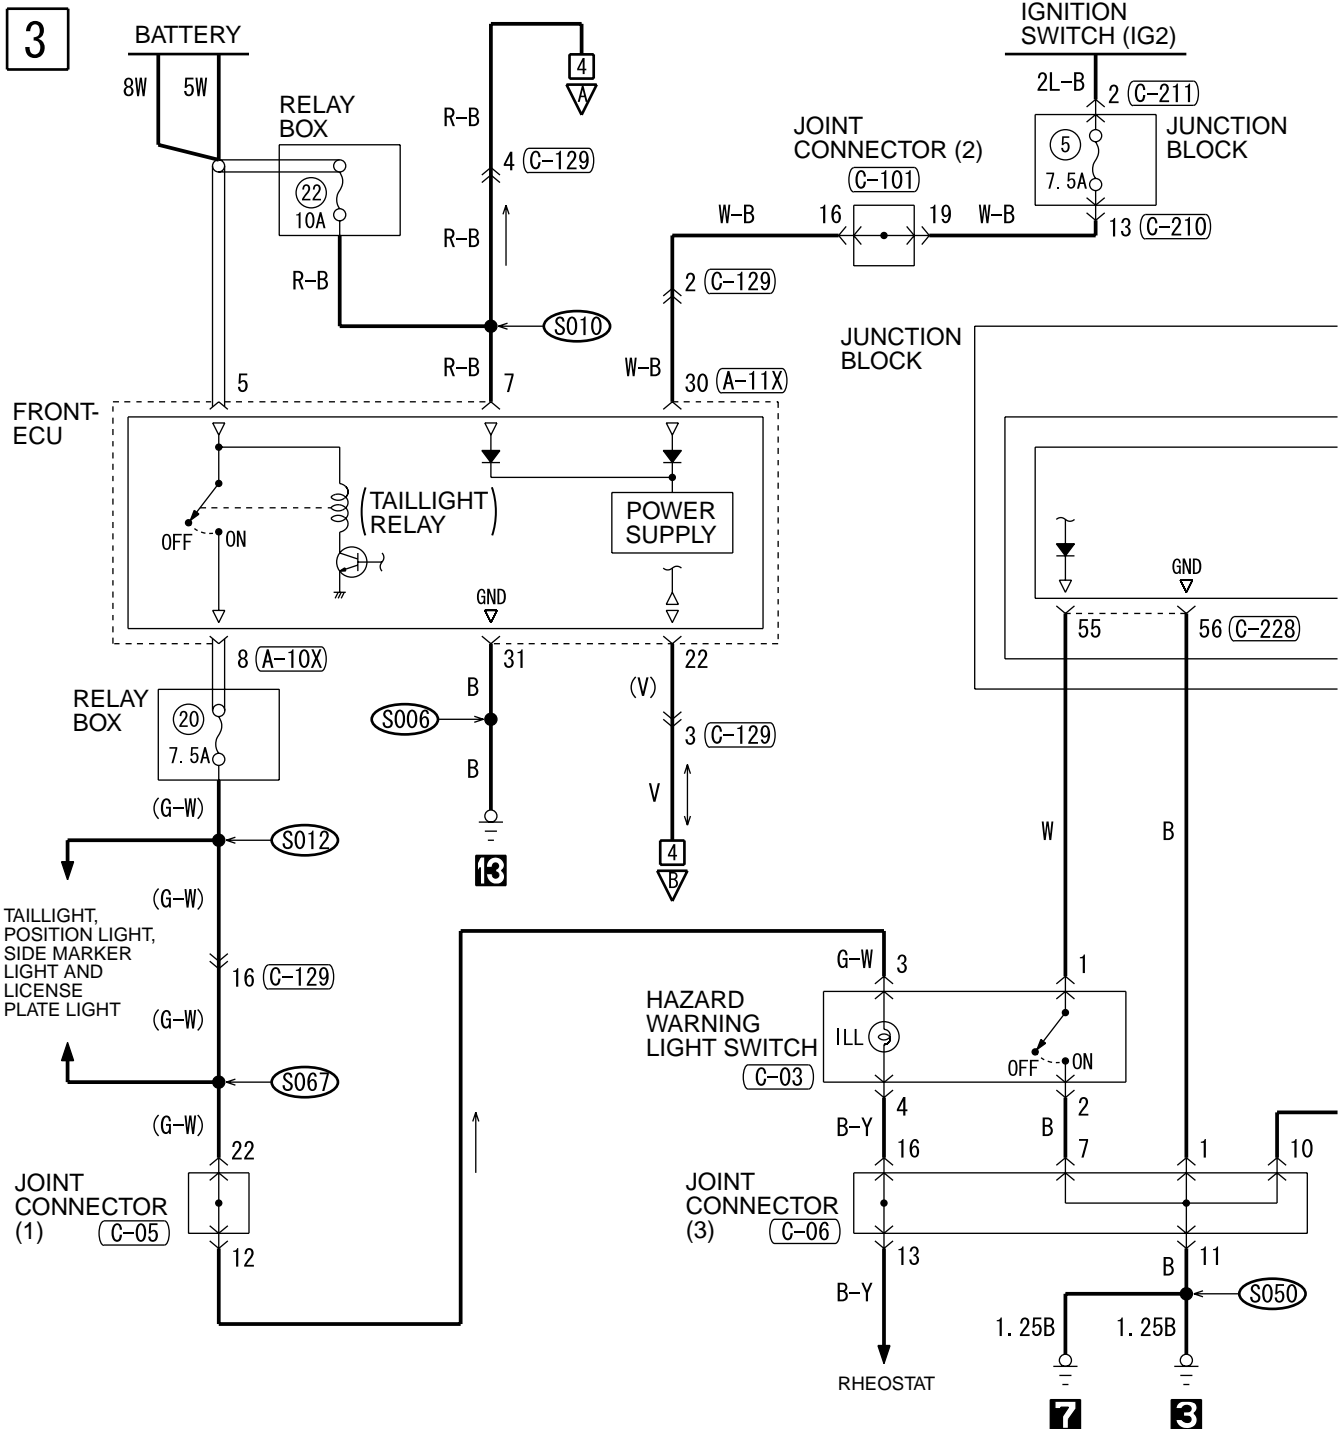 3
BATTERY
8W
5W
RELAY
BOX
22
10A
R-B
R-B
4
A
4 (C-129)
R-B
R-B
S010
7
5
IGNITION
SWITCH (IG2)
2L-B
2 (C-211)
5
7.5A
JUNCTION
BLOCK
13 (C-210)
JOINT
CONNECTOR (2)
(C-101)
W-B
16
19
W-B
2 (C-129)
W-B
30 (A-11X)
JUNCTION
BLOCK
FRONT-
ECU
OFF
ON
(TAILLIGHT
RELAY)
POWER
SUPPLY
GND
GND
8 (A-10X)
31
22
55
56 (C-228)
RELAY
BOX
20
7.5A
B
S006
B
13
(V)
3 (C-129)
V
4
B
W
B
(G-W)
S012
(G-W)
TAILLIGHT,
POSITION LIGHT,
SIDE MARKER
LIGHT AND
LICENSE
PLATE LIGHT
16 (C-129)
(G-W)
S067
(G-W)
22
JOINT
CONNECTOR
(1)
(C-05)
12
G-W
3
1
HAZARD
WARNING
LIGHT SWITCH
(C-03)
ILL
OFF
ON
4
2
B-Y
B
16
7
1
10
JOINT
CONNECTOR
(3)
(C-06)
13
11
B-Y
B
S050
1.25B
1.25B
RHEOSTAT
7
3